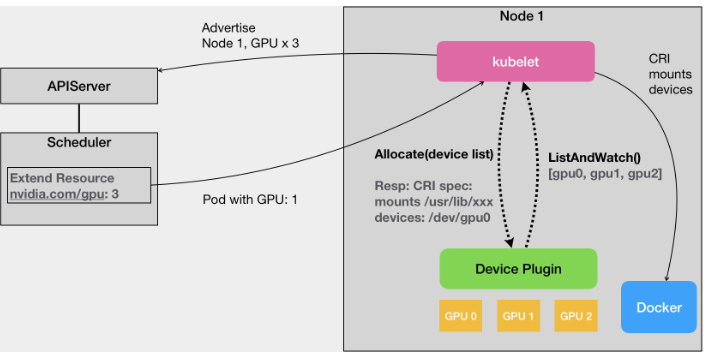 Node 1
Advertise
Node 1, GPU x 3
kubelet
CRI
mounts
devices
APIServer
Scheduler
Extend Resource
nvidia.com/gpu: 3
Pod with GPU: 1
Allocate(device list)
Resp: CRI spec:
mounts /usr/lib/xxx
devices: /dev/gpu0
ListAndWatch()
[gpu0, gpu1, gpu2]
Device Plugin
GPU 0
GPU 1
GPU 2
Docker